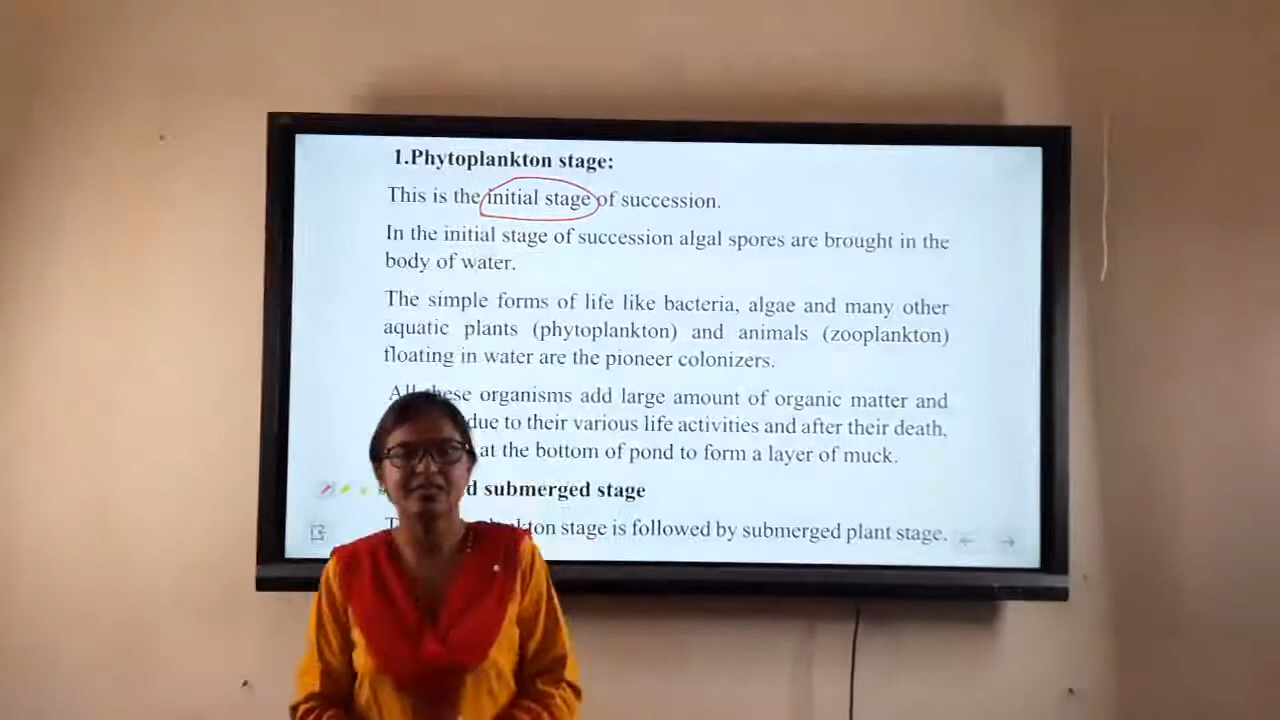 1.Phytoplankton stage:
This is the initial stage of succession.
In the initial stage of succession algal spores are brought in the
body of water.
The simple forms of life like bacteria, algae and many other
aquatic plants (phytoplankton) and animals (zooplankton)
floating in water are the pioneer colonizers.
All these organisms add large amount of organic matter and
due to their various life activities and after their death,
at the bottom of pond to form a layer of muck.
submerged stage
stage is followed by submerged plant stage.